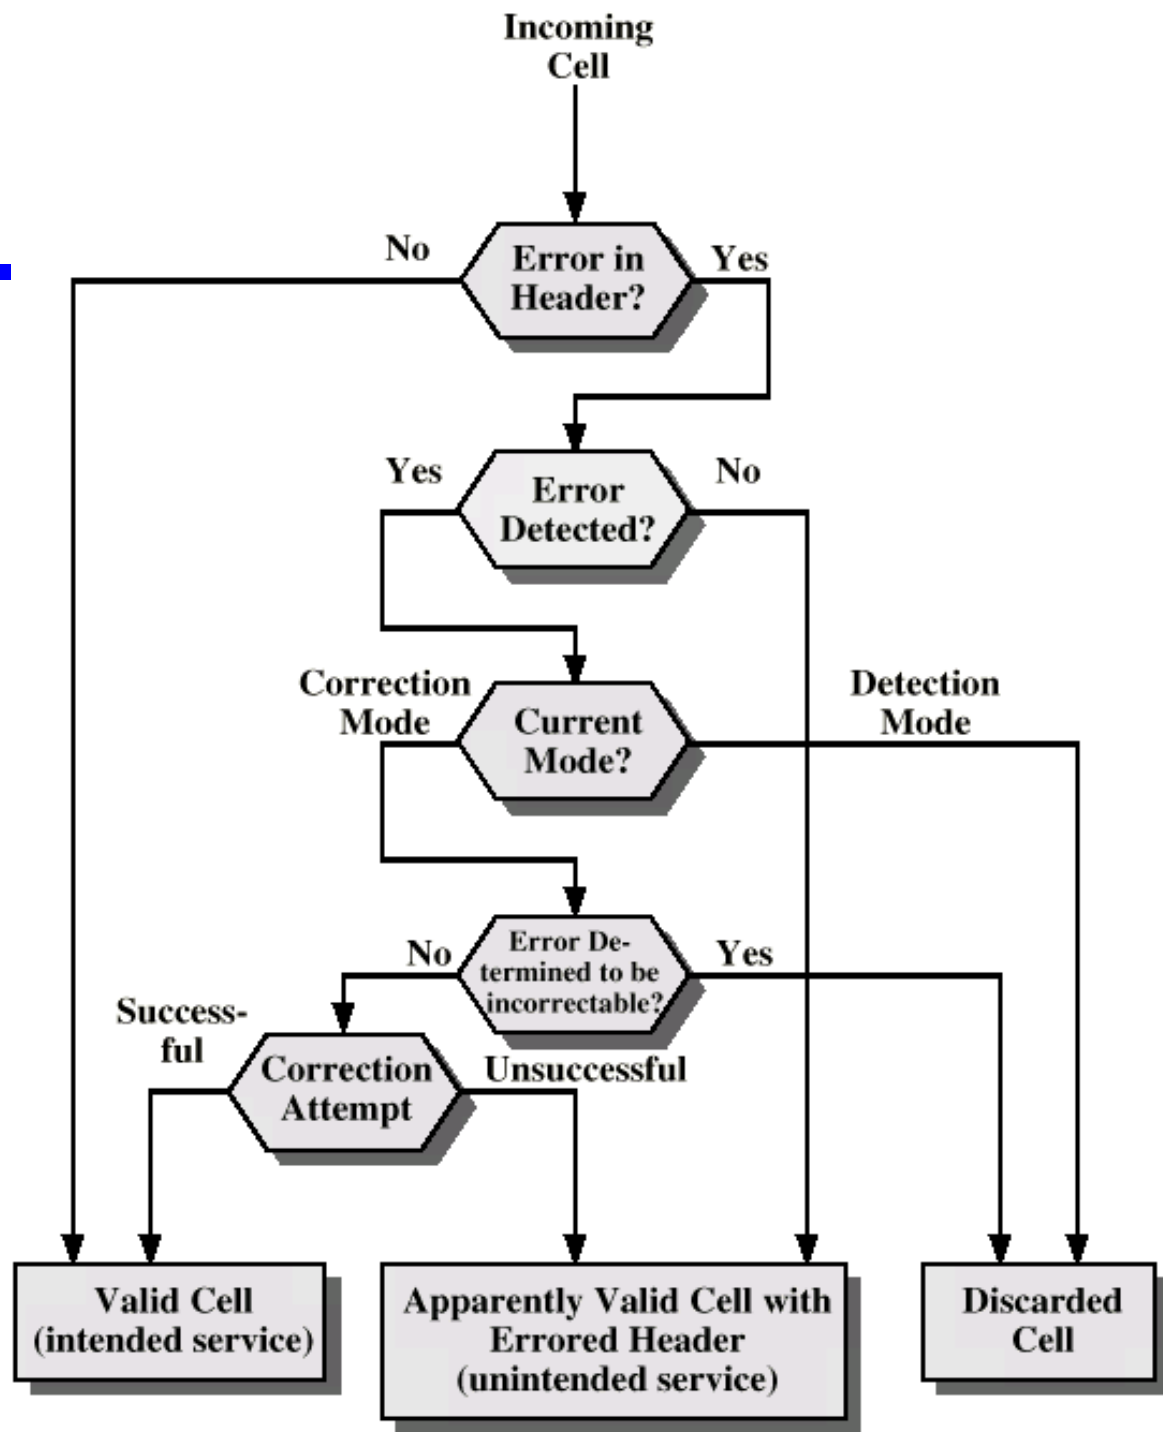 Incoming
Cell
No
Error in
Header?
Yes
Yes
Error
Detected?
No
Correction
Mode
Current
Mode?
Detection
Mode
No
Error De-
termined to be
incorrectable?
Yes
Success-
ful
Correction
Attempt
Unsuccessful
Valid Cell
(intended service)
Apparently Valid Cell with
Errored Header
(unintended service)
Discarded
Cell